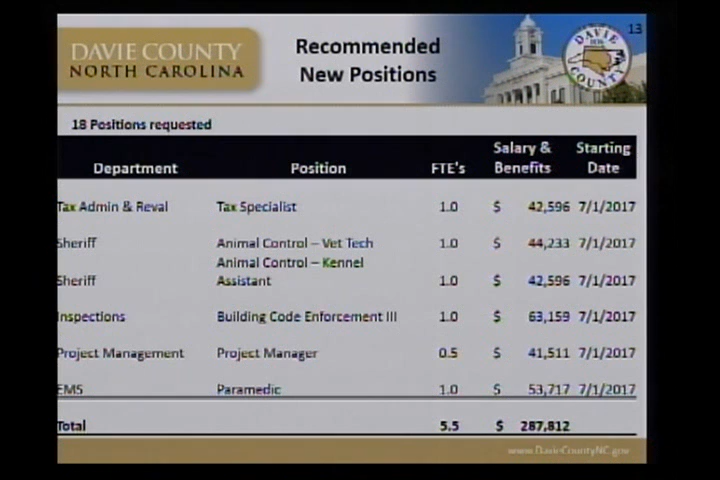 DAVIE COUNTY
NORTH CAROLINA
Recommended
New Positions
13
DAVIE
COUNTY
18 Positions requested
Department Position FTE's Salary & Benefits Starting Date
Tax Admin & Reval Tax Specialist 1.0 $ 42,596 7/1/2017
Sheriff Animal Control – Vet Tech 1.0 $ 44,233 7/1/2017
Sheriff Animal Control – Kennel Assistant 1.0 $ 42,596 7/1/2017
Inspections Building Code Enforcement III 1.0 $ 63,159 7/1/2017
Project Management Project Manager 0.5 $ 41,511 7/1/2017
EMS Paramedic 1.0 $ 53,717 7/1/2017
Total 5.5 $ 287,812
www.DavieCountyNC.gov